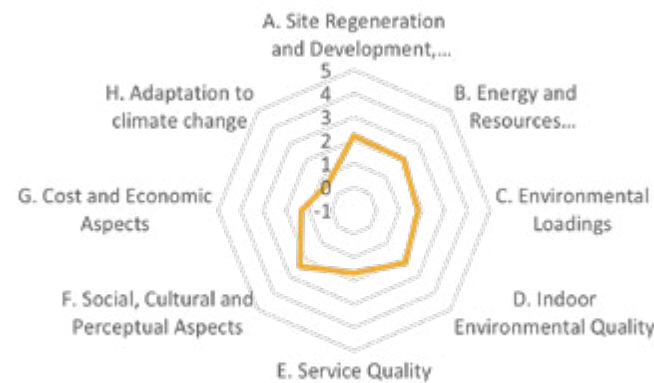 A. Site Regeneration
and Development,...
5
4
3
2
1
0
-1
B. Energy and
Resources...
C. Environmental
Loadings
D. Indoor
Environmental Quality
E. Service Quality
F. Social, Cultural and
Perceptual Aspects
G. Cost and Economic
Aspects
H. Adaptation to
climate change